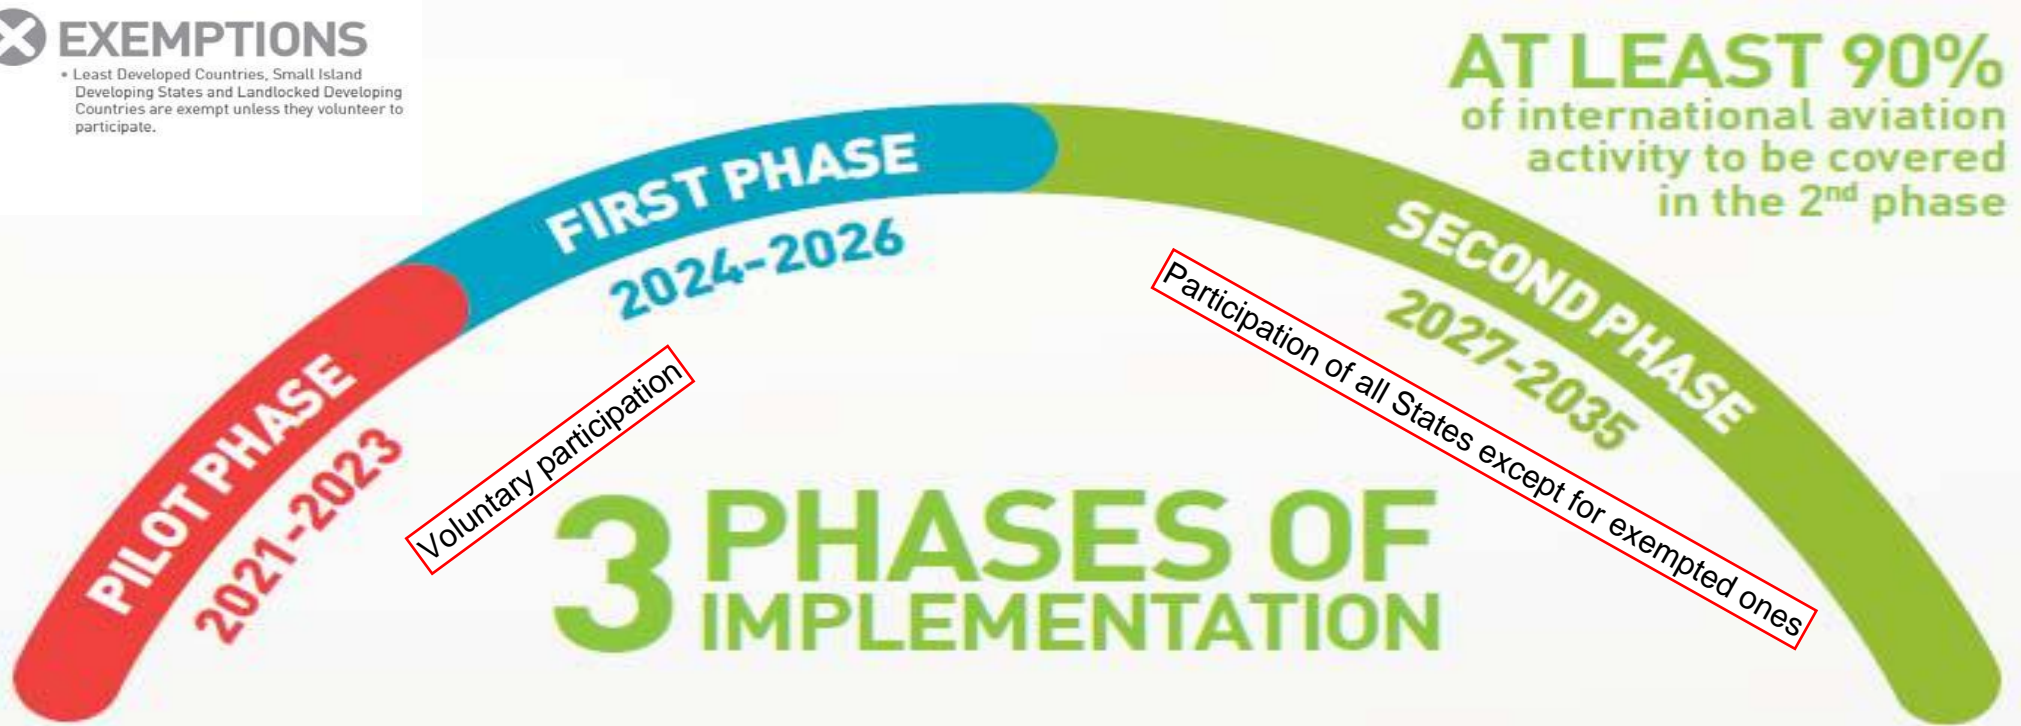 EXEMPTIONS
• Least Developed Countries, Small Island
Developing States and Landlocked Developing
Countries are exempt unless they volunteer to
participate.
AT LEAST 90%
of international aviation
activity to be covered
in the 2nd phase
PILOT PHASE
2021-2023
FIRST PHASE
2024-2026
SECOND PHASE
2027-2035
Voluntary participation
Participation of all States except for exempted ones
3 PHASES OF
IMPLEMENTATION